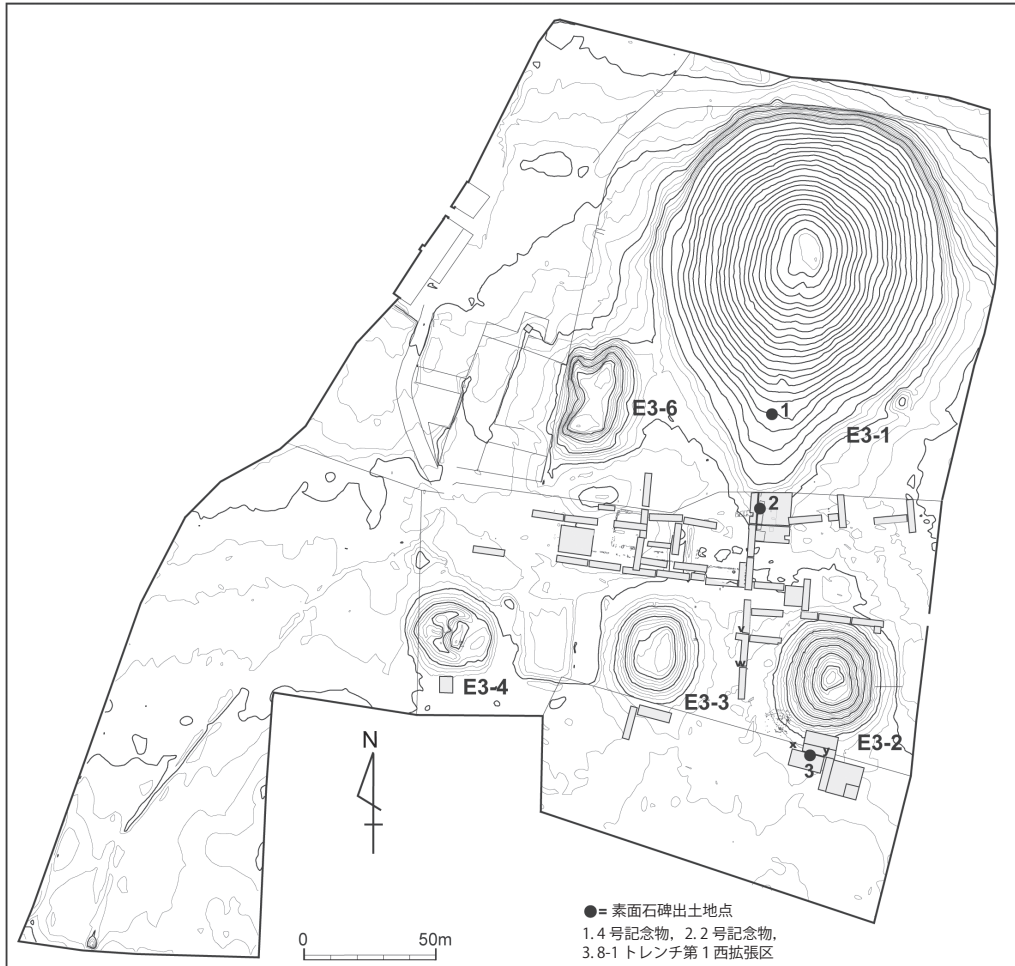 1
E3-1
E3-6
2
v
w
E3-4
E3-3
E3-2
x
y
3
N
0
50m
●= 素面石碑出土地点
1. 4 号記念物, 2. 2 号記念物,
3. 8-1 トレンチ第 1 西拡張区